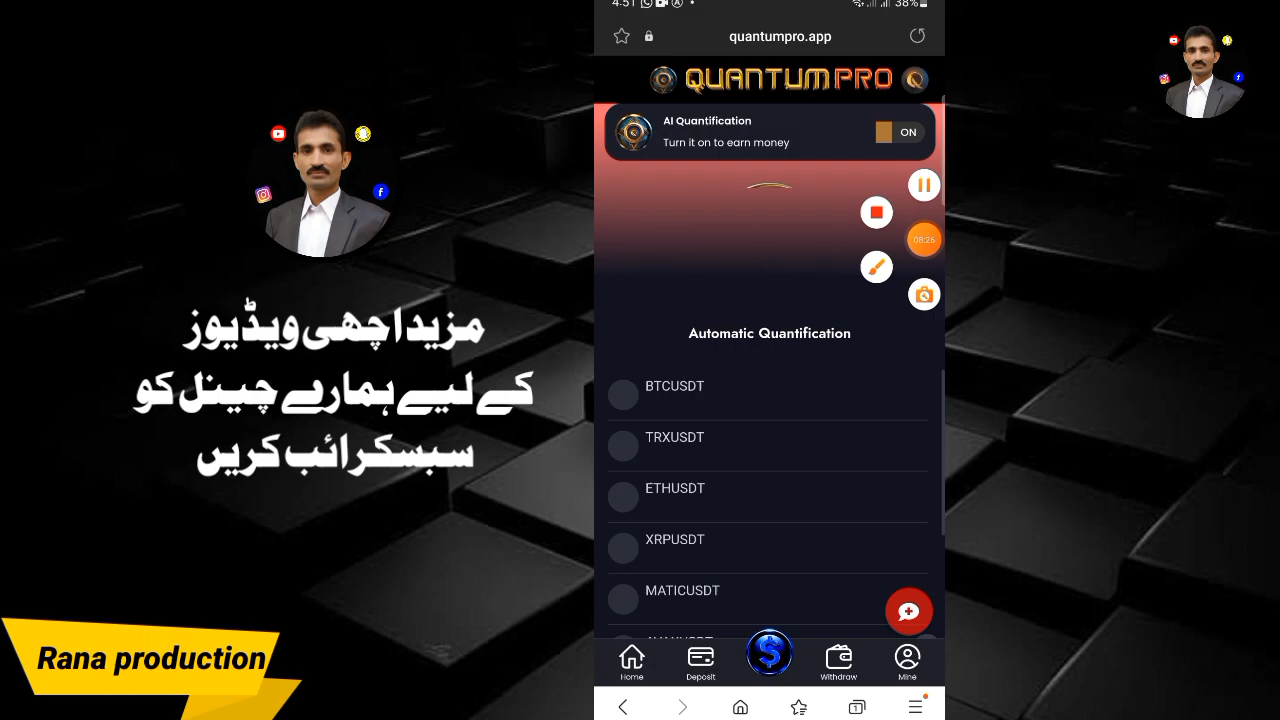 4:51
38%
quantumpro.app
QUANTUMPRO
AI Quantification
Turn it on to earn money
ON
08:26
Automatic Quantification
BTCUSDT
TRXUSDT
ETHUSDT
XRPUSDT
MATICUSDT
Home
Deposit
Withdraw
Mine
1
مزید اچھی ویڈیوز
کے لیے ہمارے چینل کو
سبسکرائب کریں
Rana production